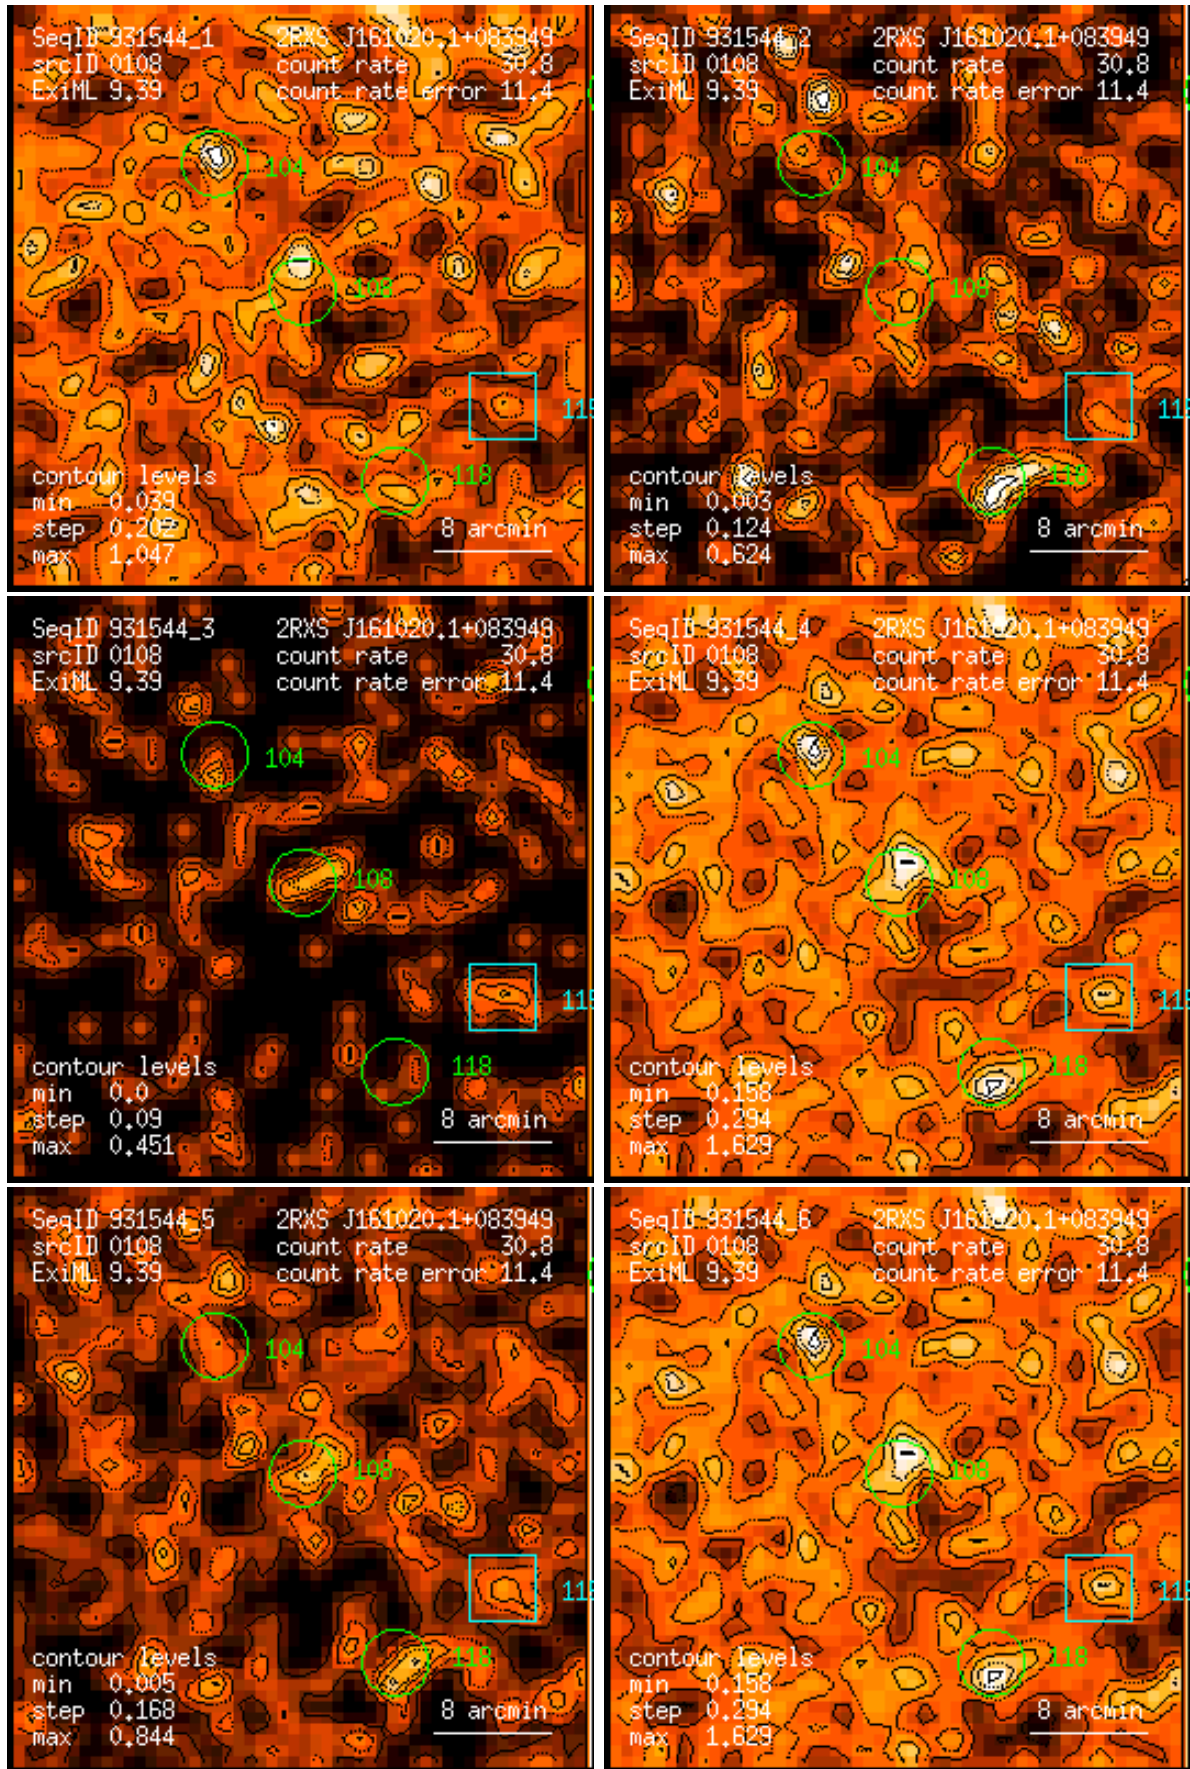 SeqID 931544_1 2RXS J161020.1+083949
srcID 0108 count rate 30.8
ExiML 9.39 count rate error 11.4
104
108
118
contour levels
min 0.039
step 0.202 8 arcmin
max 1.047
SeqID 931544_2 2RXS J161020.1+083949
srcID 0108 count rate 30.8
ExiML 9.39 count rate error 11.4
104
108
118
contour levels
min 0.003
step 0.124 8 arcmin
max 0.624
SeqID 931544_3 2RXS J161020.1+083949
srcID 0108 count rate 30.8
ExiML 9.39 count rate error 11.4
104
108
118
contour levels
min 0.0
step 0.09 8 arcmin
max 0.451
SeqID 931544_4 2RXS J161020.1+083949
srcID 0108 count rate 30.8
ExiML 9.39 count rate error 11.4
104
108
118
contour levels
min 0.158
step 0.294 8 arcmin
max 1.629
SeqID 931544_5 2RXS J161020.1+083949
srcID 0108 count rate 30.8
ExiML 9.39 count rate error 11.4
104
108
118
contour levels
min 0.005
step 0.168 8 arcmin
max 0.844
SeqID 931544_6 2RXS J161020.1+083949
srcID 0108 count rate 30.8
ExiML 9.39 count rate error 11.4
104
108
118
contour levels
min 0.158
step 0.294 8 arcmin
max 1.629